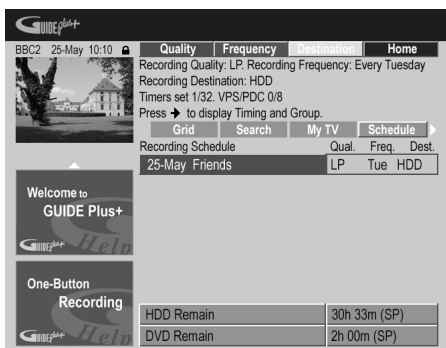 GUIDE Plus+
BBC2 25-May 10:10
Quality Frequency Destination Home
Recording Quality: LP. Recording Frequency: Every Tuesday
Recording Destination: HDD
Timers set 1/32. VPS/PDC 0/8
Press → to display Timing and Group.
Grid Search My TV Schedule
Recording Schedule Qual. Freq. Dest.
25-May Friends LP Tue HDD
Welcome to
GUIDE Plus+
GUIDE Plus+ Help
One-Button
Recording
GUIDE Plus+ Help
HDD Remain 30h 33m (SP)
DVD Remain 2h 00m (SP)